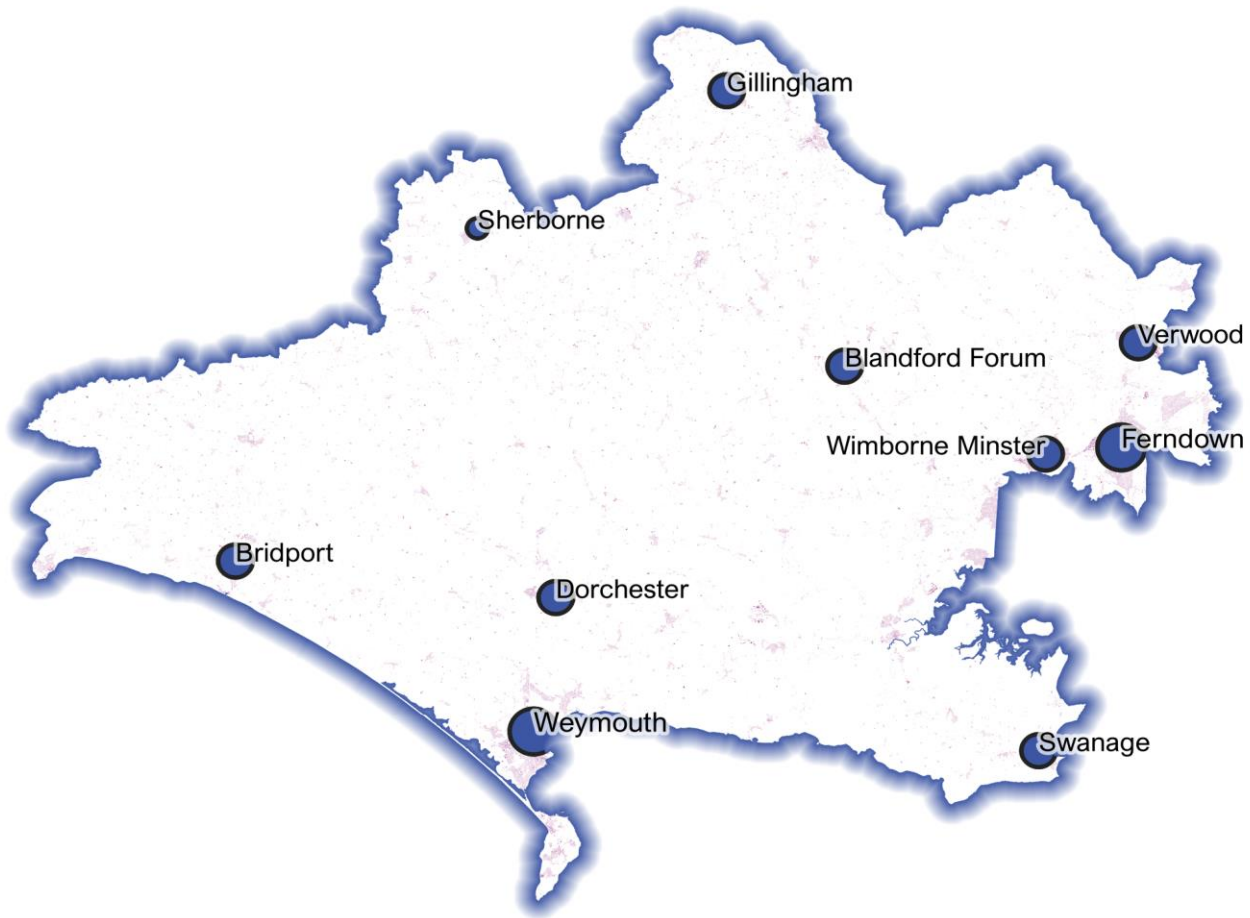 Gillingham
Sherborne
Verwood
Blandford Forum
Ferndown
Wimborne Minster
Bridport
Dorchester
Weymouth
Swanage